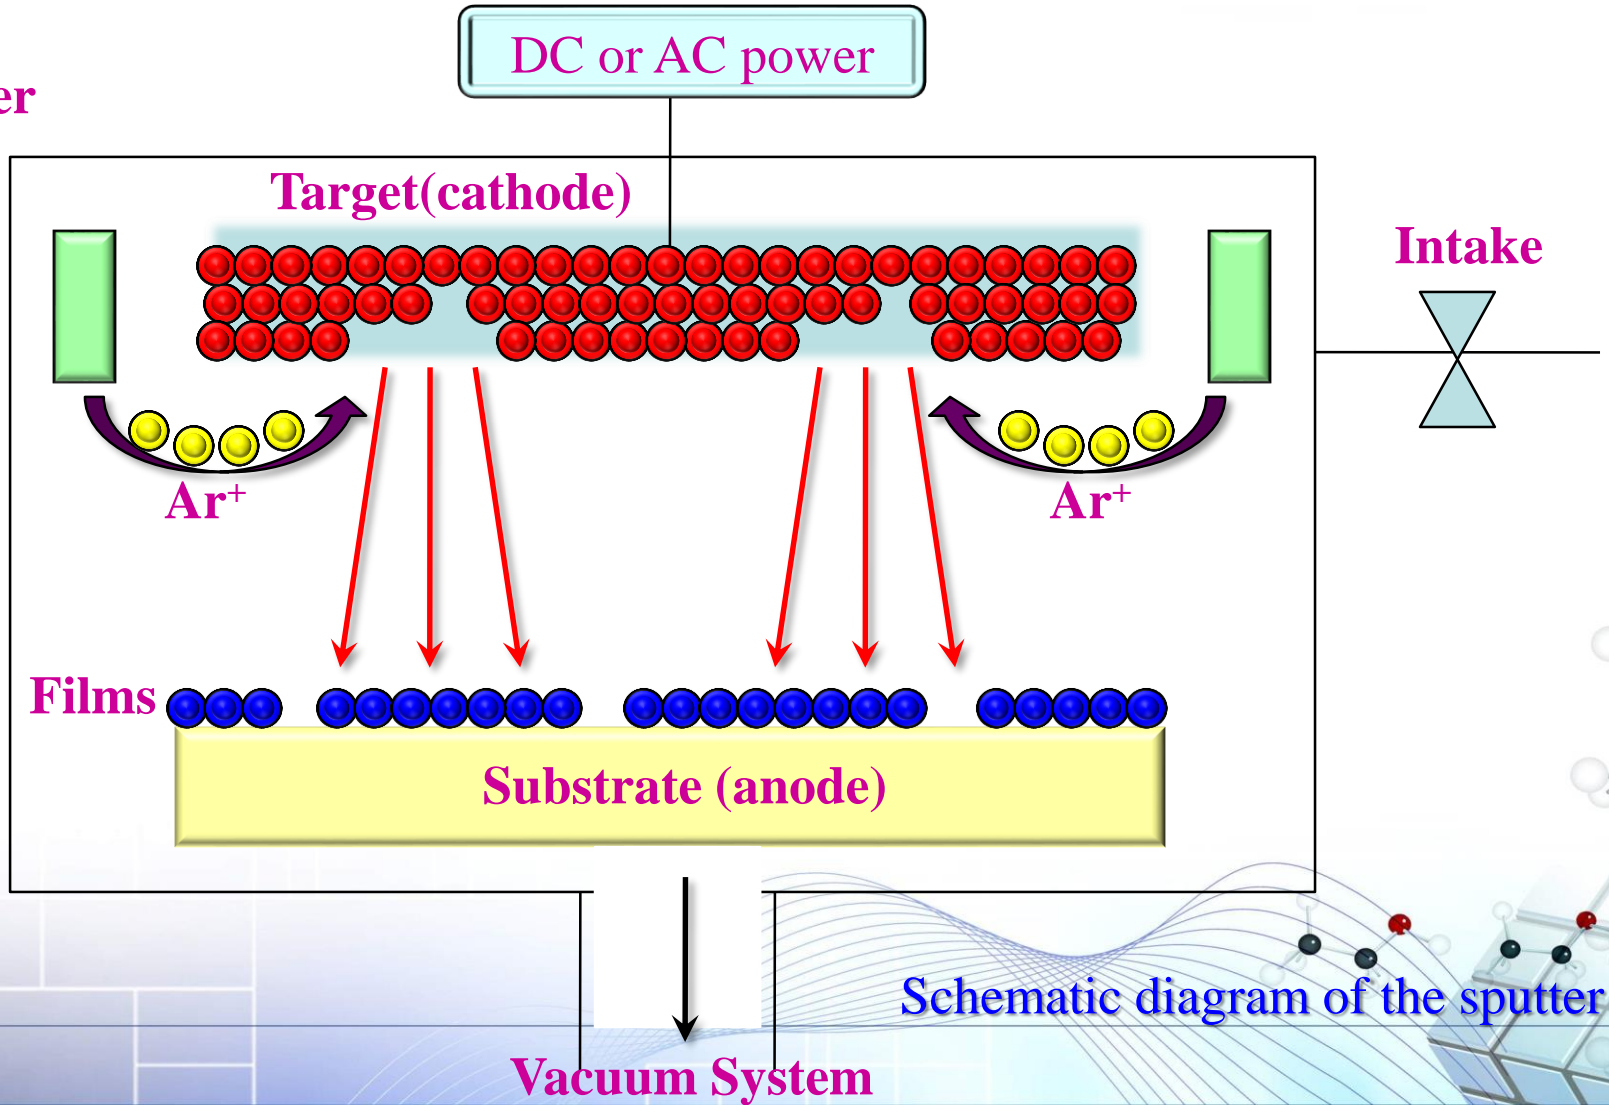 DC or AC power
er
Target(cathode)
Intake
Ar⁺
Ar⁺
Films
Substrate (anode)
Schematic diagram of the sputter
Vacuum System